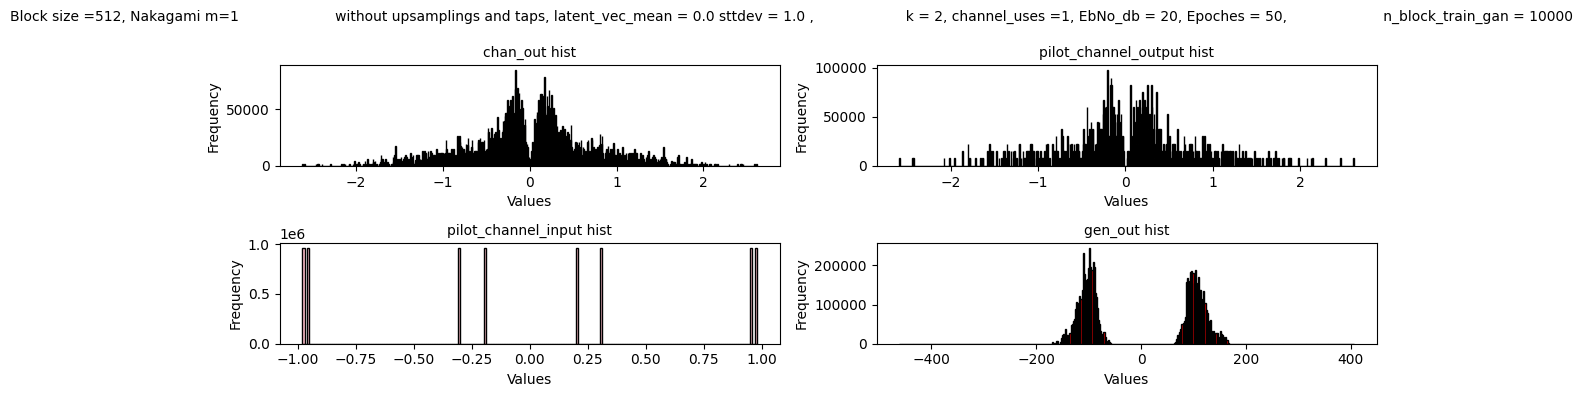 Block size =512, Nakagami m=1 without upsamplings and taps, latent_vec_mean = 0.0 sttdev = 1.0 , k = 2, channel_uses =1, EbNo_db = 20, Epoches = 50, n_block_train_gan = 10000
chan_out hist
Frequency
50000
0
−2 −1 0 1 2
Values
pilot_channel_output hist
Frequency
100000
50000
0
−2 −1 0 1 2
Values
pilot_channel_input hist
1e6
Frequency
1.0
0.5
0.0
−1.00 −0.75 −0.50 −0.25 0.00 0.25 0.50 0.75 1.00
Values
gen_out hist
Frequency
200000
100000
0
−400 −200 0 200 400
Values